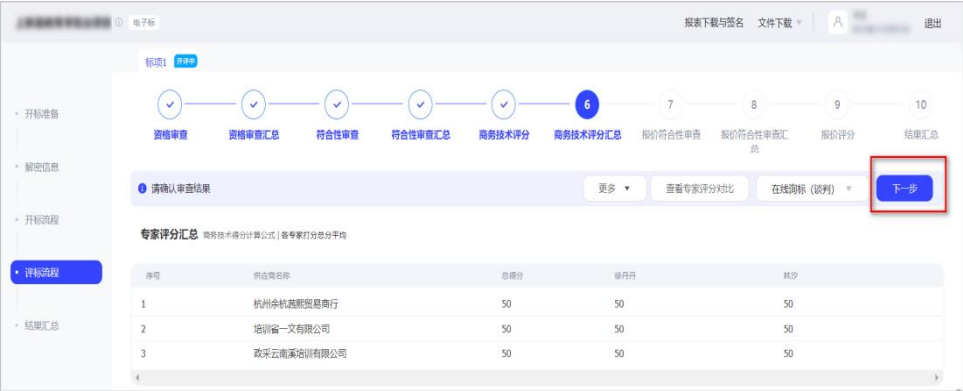 电子标 报表下载与签名 文件下载 退出
标项1 开评中
6 7 8 9 10
资格审查 资格审查汇总 符合性审查 符合性审查汇总 商务技术评分 商务技术评分汇总 报价符合性审查 报价符合性审查汇 报价评分 结果汇总
总
开标准备
解密信息
开标流程
评标流程
结果汇总
请确认审查结果 更多 查看专家评分对比 在线询标（谈判） 下一步
专家评分汇总 商务技术得分计算公式 | 各专家打分总分平均
序号 供应商名称 总得分 徐丹丹 林汐
1 杭州余杭茜熙贸易商行 50 50 50
2 培训省一文有限公司 50 50 50
3 政采云南溪培训有限公司 50 50 50